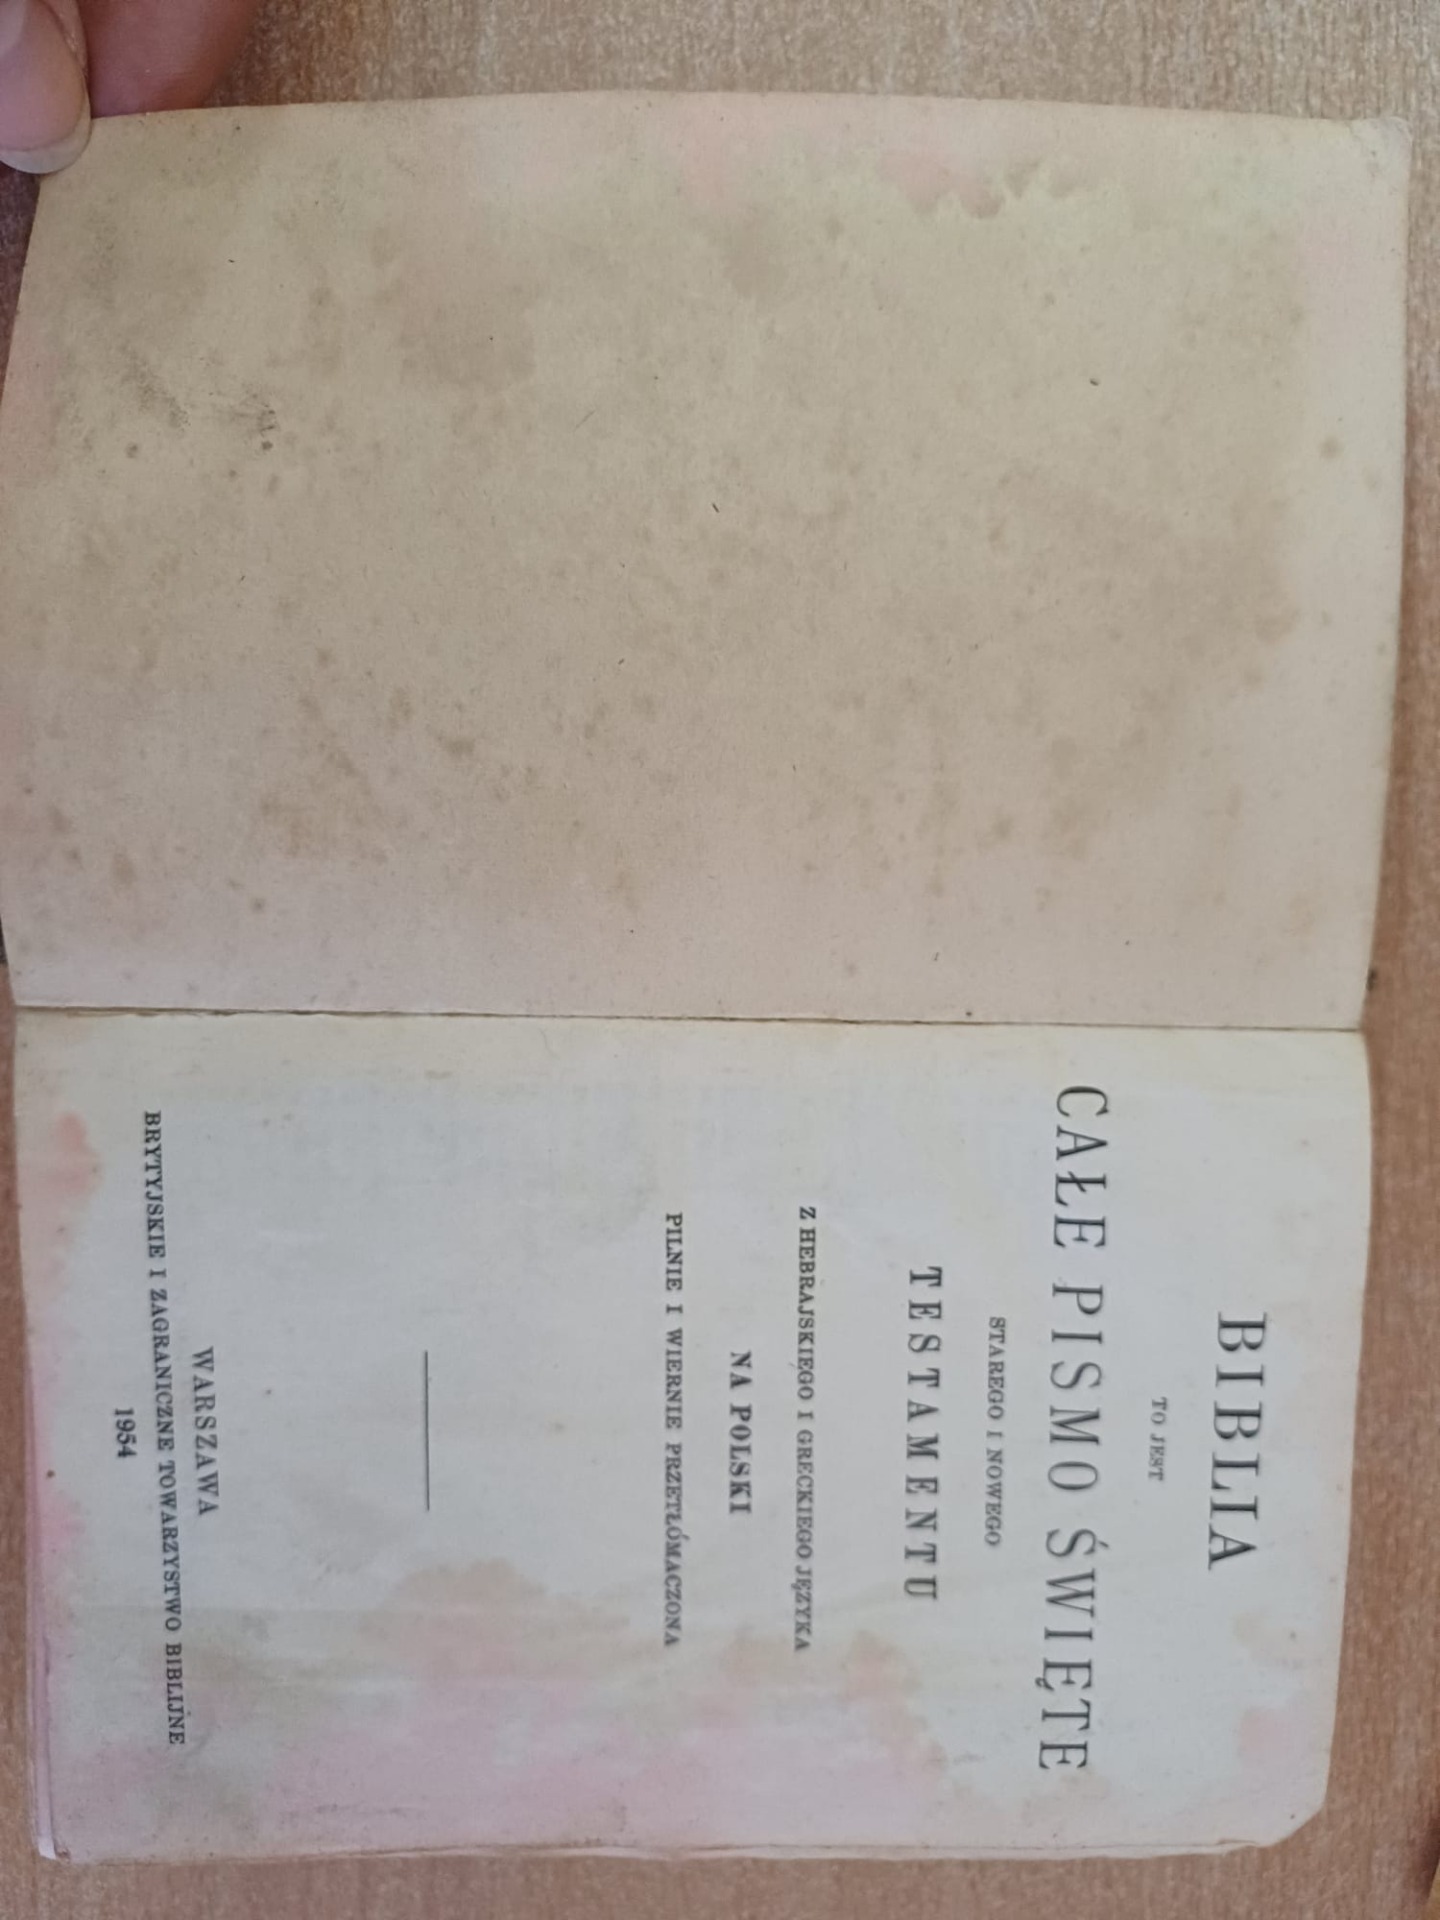 BIBLIA
TO JEST
CAŁE PISMO ŚWIĘTE
STAREGO I NOWEGO
TESTAMENTU
Z HEBRAJSKIEGO I GRECKIEGO JĘZYKA
NA POLSKI
PILNIE I WIERNIE PRZETŁÓMACZONA
WARSZAWA
BRYTYJSKIE I ZAGRANICZNE TOWARZYSTWO BIBLIJNE
1954